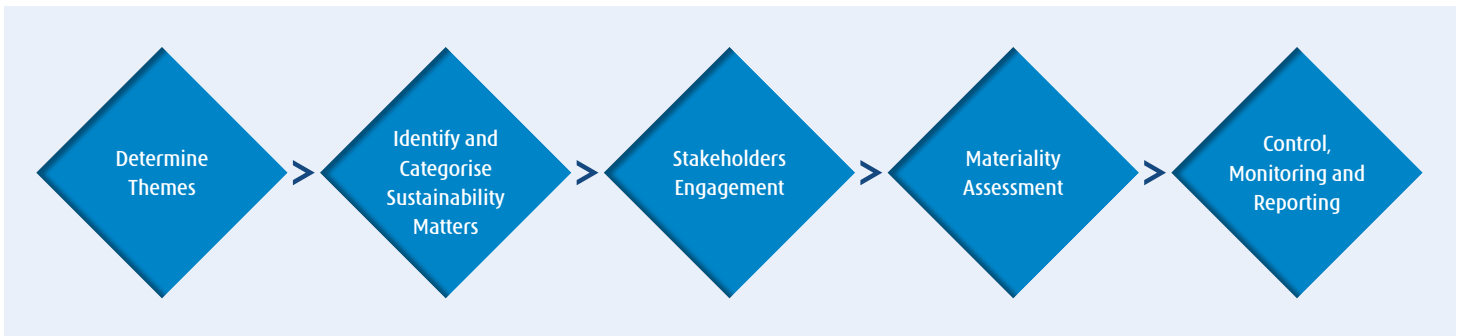 Determine
Themes
>
Identify and
Categorise
Sustainability
Matters
>
Stakeholders
Engagement
>
Materiality
Assessment
>
Control,
Monitoring and
Reporting